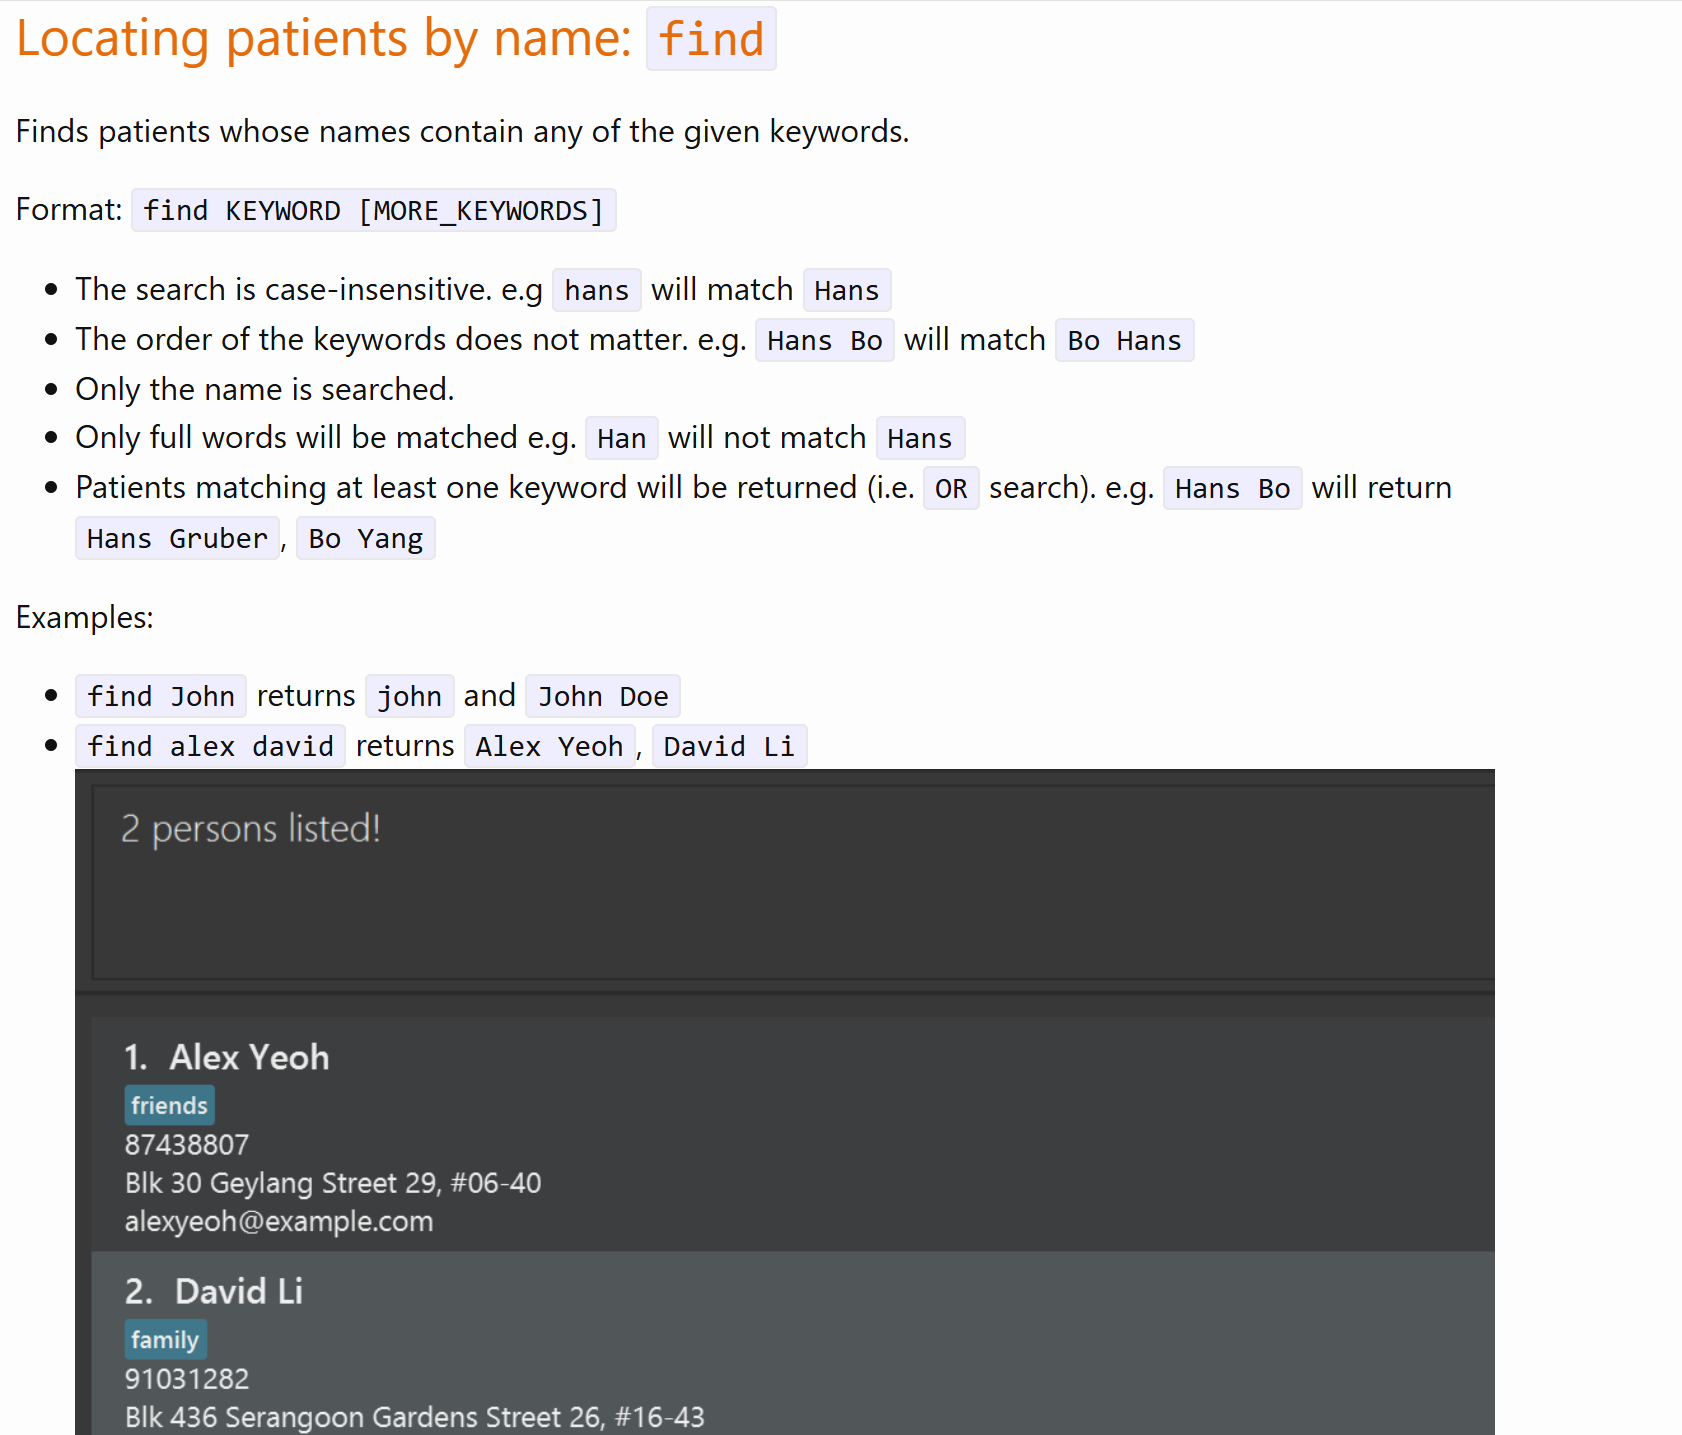 Locating patients by name: find
Finds patients whose names contain any of the given keywords.
Format: find KEYWORD [MORE_KEYWORDS]
The search is case-insensitive. e.g hans will match Hans
The order of the keywords does not matter. e.g. Hans Bo will match Bo Hans
Only the name is searched.
Only full words will be matched e.g. Han will not match Hans
Patients matching at least one keyword will be returned (i.e. OR search). e.g. Hans Bo will return
Hans Gruber, Bo Yang
Examples:
find John returns john and John Doe
find alex david returns Alex Yeoh, David Li
2 persons listed!
1. Alex Yeoh
friends
87438807
Blk 30 Geylang Street 29, #06-40
alexyeoh@example.com
2. David Li
family
91031282
Blk 436 Serangoon Gardens Street 26, #16-43